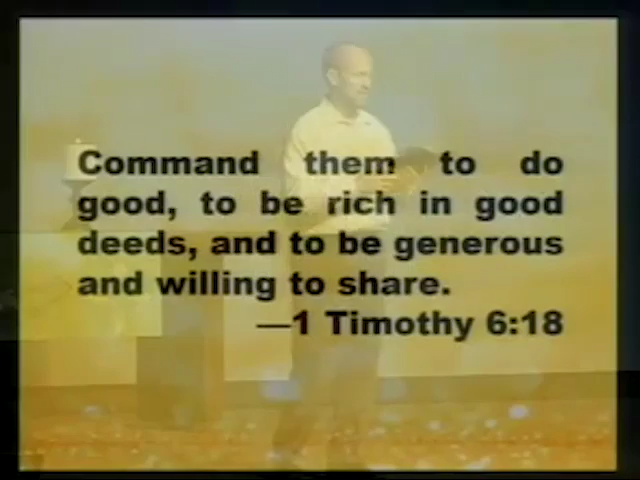 Command them to do
good, to be rich in good
deeds, and to be generous
and willing to share.
—1 Timothy 6:18